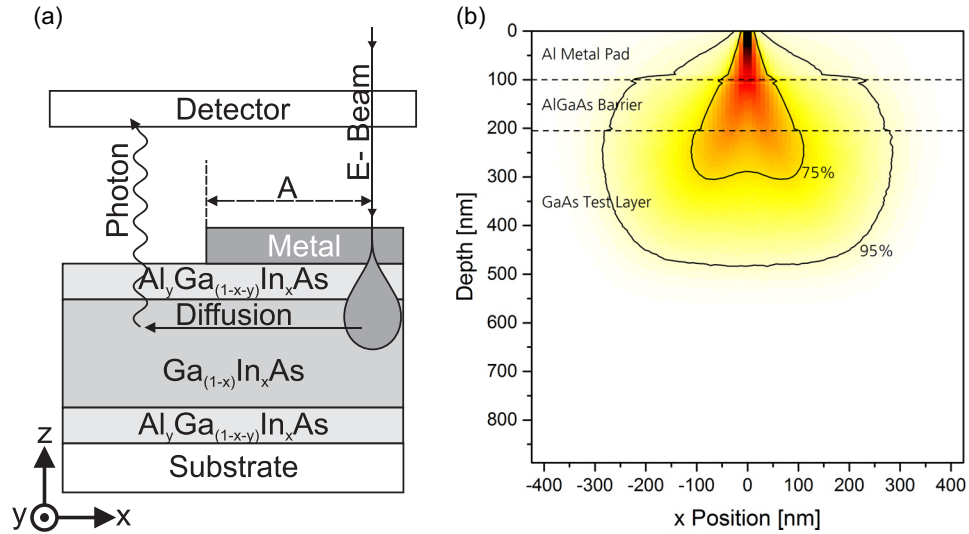 (a)
Detector
E- Beam
Photon
A
Metal
AlyGa(1-x-y)InxAs
Diffusion
Ga(1-x)InxAs
AlyGa(1-x-y)InxAs
Substrate
z
y
x
(b)
0
100
200
300
400
500
600
700
800
Depth [nm]
Al Metal Pad
AlGaAs Barrier
GaAs Test Layer
75%
95%
-400 -300 -200 -100 0 100 200 300 400
x Position [nm]